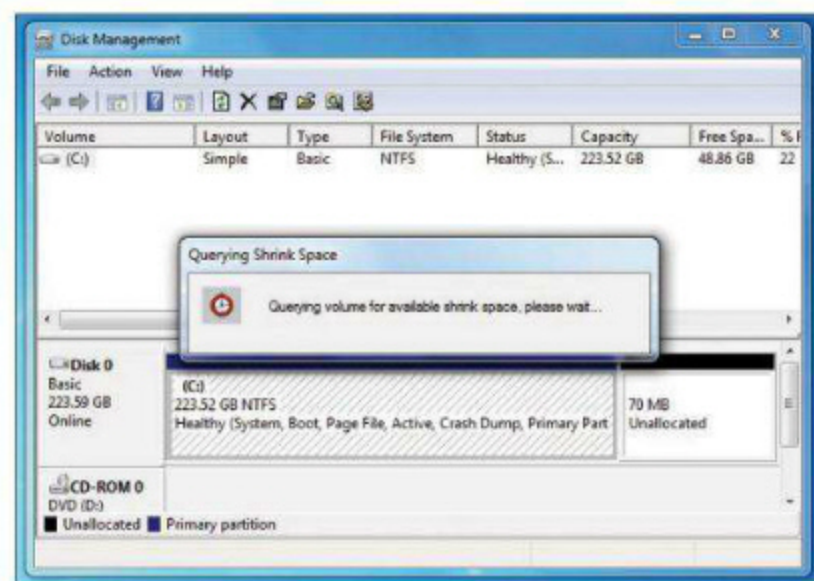 Disk Management
File Action View Help
Volume Layout Type File System Status Capacity Free Spa... %
(C:) Simple Basic NTFS Healthy (S... 223.52 GB 48.86 GB 22
Querying Shrink Space
Querying volume for available shrink space, please wait...
Disk 0
Basic
223.59 GB
Online
(C:)
223.52 GB NTFS
Healthy (System, Boot, Page File, Active, Crash Dump, Primary Part
70 MB
Unallocated
CD-ROM 0
DVD (D:)
Unallocated Primary partition